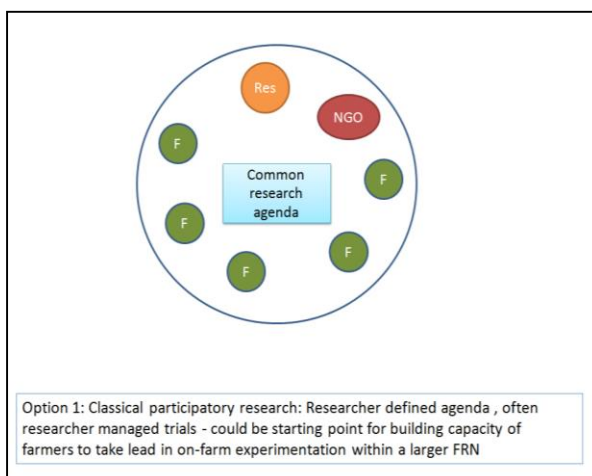 Res
NGO
F
F
Common
research
agenda
F
F
F
Option 1: Classical participatory research: Researcher defined agenda , often
researcher managed trials - could be starting point for building capacity of
farmers to take lead in on-farm experimentation within a larger FRN